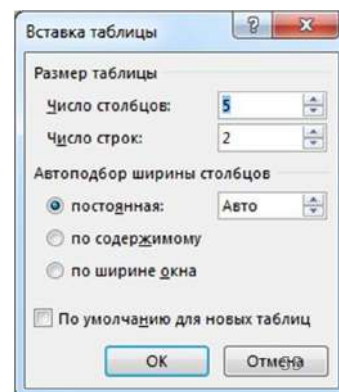 Вставка таблицы
Размер таблицы
Число столбцов: 5
Число строк: 2
Автоподбор ширины столбцов
постоянная: Авто
по содержимому
по ширине окна
По умолчанию для новых таблиц
ОК Отмена